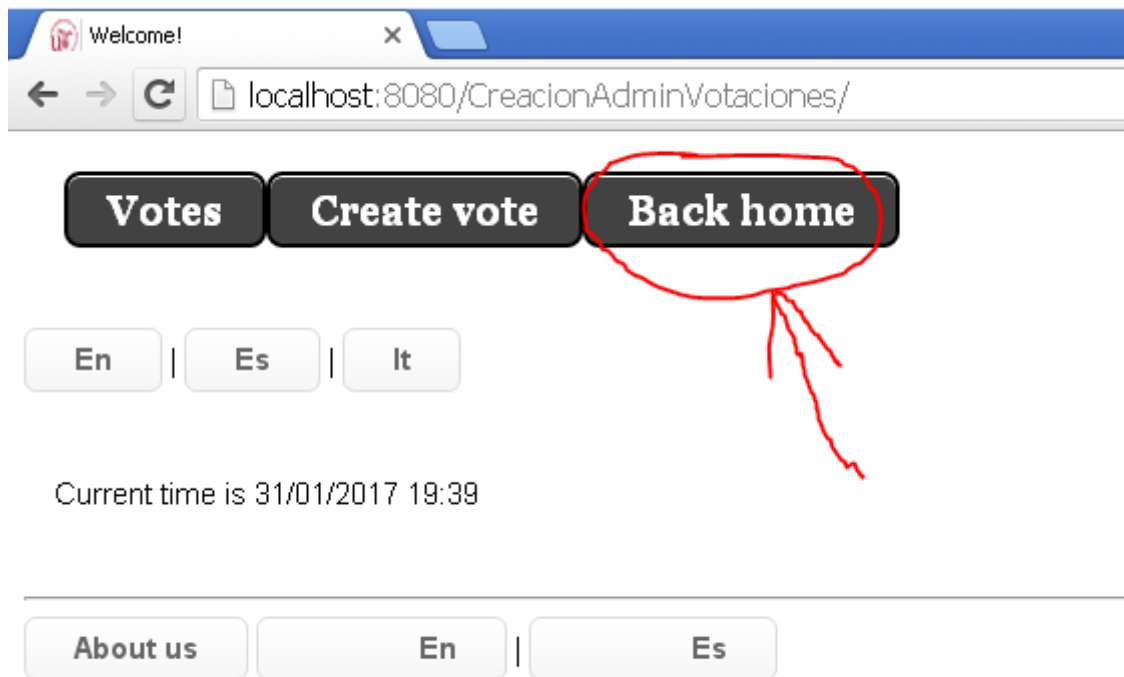 Welcome!
localhost:8080/CreacionAdminVotaciones/
Votes Create vote Back home
En | Es | It
Current time is 31/01/2017 19:39
About us En | Es